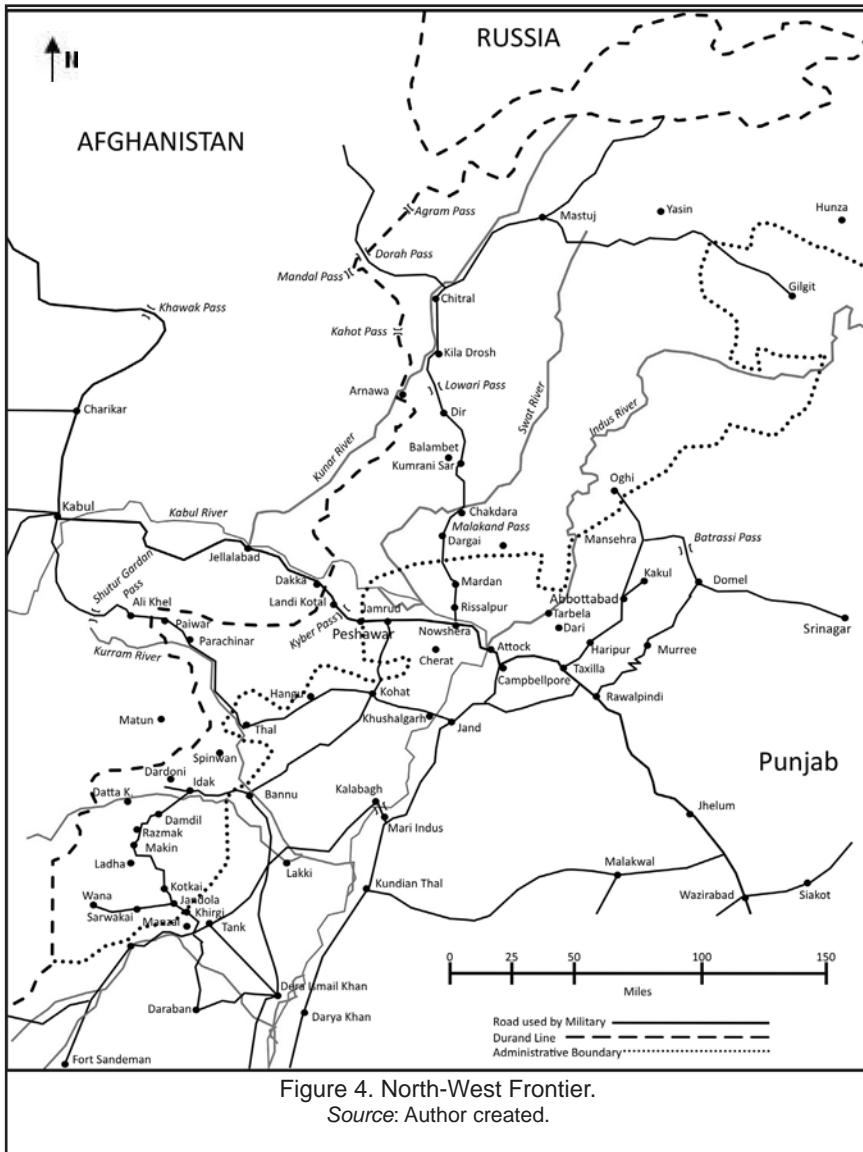 RUSSIA
N
AFGHANISTAN
Agram Pass
Mastuj
Yasin
Hunza
Dorah Pass
Mandal Pass
Gilgit
Chitral
Khawak Pass
Kahot Pass
Kila Drosh
Arnawa
Lowari Pass
Dir
Charikar
Swat River
Indus River
Balambet
Kumrani Sar
Kunar River
Oghi
Kabul
Kabul River
Chakdara
Malakand Pass
Dargai
Mansehra
Batrassi Pass
Jellalabad
Shutur Gardan
Pass
Dakka
Mardan
Kakul
Domel
Abbottabad
Ali Khel
Landi Kotal
Rissalpur
Tarbela
Paiwar
Kyber Pass
Jamrud
Dari
Srinagar
Peshawar
Nowshera
Parachinar
Attock
Haripur
Murree
Kurram River
Cherat
Taxilla
Campbellpore
Hangu
Kohat
Rawalpindi
Matun
Thal
Khushalgarh
Jand
Spinwan
Punjab
Dardoni
Idak
Datta K.
Bannu
Kalabagh
Damdil
Mari Indus
Jhelum
Razmak
Makin
Ladha
Lakki
Malakwal
Kotkai
Kundian Thal
Wana
Jandola
Siakot
Sarwakai
Khirgi
Wazirabad
Manzai
Tank
0 25 50 100 150
Miles
Dera Ismail Khan
Daraban
Darya Khan
Road used by Military
Durand Line
Administrative Boundary
Fort Sandeman
Figure 4. North-West Frontier.
Source: Author created.